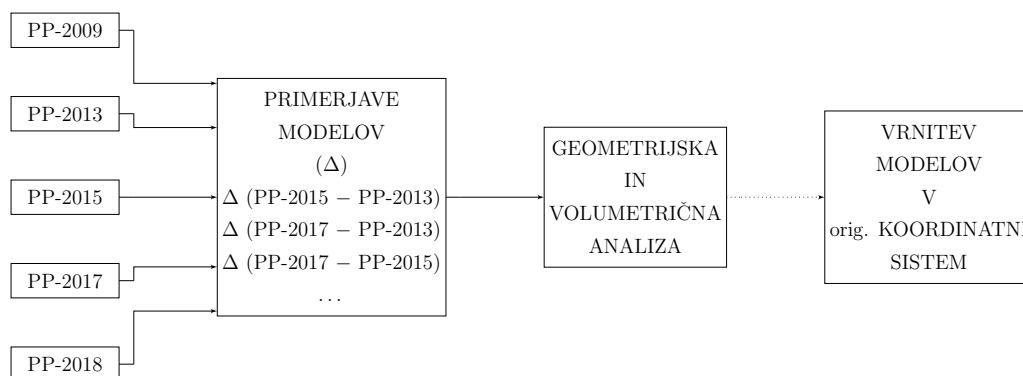 PP-2009
PP-2013
PP-2015
PP-2017
PP-2018
PRIMERJAVE
MODELOV
(Δ)
Δ (PP-2015 − PP-2013)
Δ (PP-2017 − PP-2013)
Δ (PP-2017 − PP-2015)
...
GEOMETRIJSKA
IN
VOLUMETRIČNA
ANALIZA
VRNITEV
MODELOV
V
orig. KOORDINATNI
SISTEM